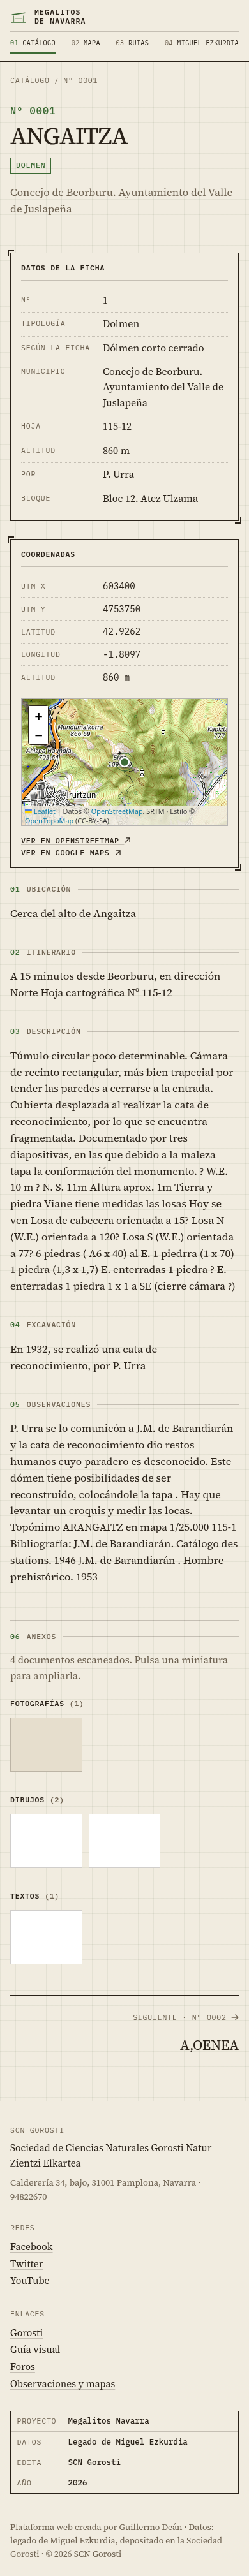 MEGALITOS
DE NAVARRA
01 CATÁLOGO 02 MAPA 03 RUTAS 04 MIGUEL EZKURDIA
CATÁLOGO / Nº 0001
Nº 0001
ANGAITZA
DOLMEN
Concejo de Beorburu. Ayuntamiento del Valle
de Juslapeña
DATOS DE LA FICHA
Nº 1
TIPOLOGÍA Dolmen
SEGÚN LA FICHA Dólmen corto cerrado
MUNICIPIO Concejo de Beorburu.
Ayuntamiento del Valle de
Juslapeña
HOJA 115-12
ALTITUD 860 m
POR P. Urra
BLOQUE Bloc 12. Atez Ulzama
COORDENADAS
UTM X 603400
UTM Y 4753750
LATITUD 42.9262
LONGITUD -1.8097
ALTITUD 860 m
+
−
Mundumalkorra
866.69
Irurtzun
Leaflet | Datos © OpenStreetMap, SRTM · Estilo ©
OpenTopoMap (CC-BY-SA)
VER EN OPENSTREETMAP ↗
VER EN GOOGLE MAPS ↗
01 UBICACIÓN
Cerca del alto de Angaitza
02 ITINERARIO
A 15 minutos desde Beorburu, en dirección
Norte Hoja cartográfica Nº 115-12
03 DESCRIPCIÓN
Túmulo circular poco determinable. Cámara
de recinto rectangular, más bien trapecial por
tender las paredes a cerrarse a la entrada.
Cubierta desplazada al realizar la cata de
reconocimiento, por lo que se encuentra
fragmentada. Documentado por tres
diapositivas, en las que debido a la maleza
tapa la conformación del monumento. ? W.E.
10 m ? N. S. 11m Altura aprox. 1m Tierra y
piedra Viane tiene medidas las losas Hoy se
ven Losa de cabecera orientada a 15? Losa N
(W.E.) orientada a 120? Losa S (W.E.) orientada
a 77? 6 piedras ( A6 x 40) al E. 1 piedrra (1 x 70)
1 piedra (1,3 x 1,7) E. enterradas 1 piedra ? E.
enterradas 1 piedra 1 x 1 a SE (cierre cámara ?)
04 EXCAVACIÓN
En 1932, se realizó una cata de
reconocimiento, por P. Urra
05 OBSERVACIONES
P. Urra se lo comunicón a J.M. de Barandiarán
y la cata de reconocimiento dio restos
humanos cuyo paradero es desconocido. Este
dómen tiene posibilidades de ser
reconstruido, colocándole la tapa . Hay que
levantar un croquis y medir las locas.
Topónimo ARANGAITZ en mapa 1/25.000 115-1
Bibliografía: J.M. de Barandiarán. Catálogo des
stations. 1946 J.M. de Barandiarán . Hombre
prehistórico. 1953
06 ANEXOS
4 documentos escaneados. Pulsa una miniatura
para ampliarla.
FOTOGRAFÍAS (1)
DIBUJOS (2)
TEXTOS (1)
SIGUIENTE · Nº 0002 →
A,OENEA
SCN GOROSTI
Sociedad de Ciencias Naturales Gorosti Natur
Zientzi Elkartea
Calderería 34, bajo, 31001 Pamplona, Navarra ·
94822670
REDES
Facebook
Twitter
YouTube
ENLACES
Gorosti
Guía visual
Foros
Observaciones y mapas
PROYECTO Megalitos Navarra
DATOS Legado de Miguel Ezkurdia
EDITA SCN Gorosti
AÑO 2026
Plataforma web creada por Guillermo Deán · Datos:
legado de Miguel Ezkurdia, depositado en la Sociedad
Gorosti · © 2026 SCN Gorosti